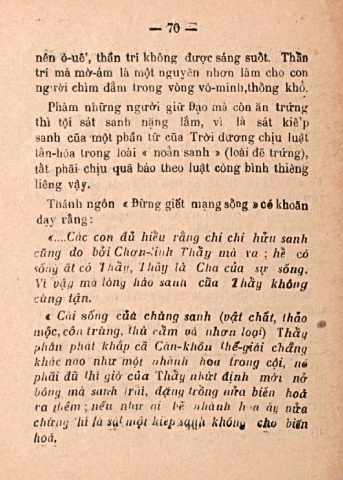 — 70 —
nên ô-uế, thần trí không được sáng suốt. Thần
trí mà mờ-ám là một nguyên nhơn làm cho con
người chìm đắm trong vòng vô-minh, thống khổ.
Phàm những người giữ Đạo mà còn ăn trứng
thì tội sát sanh nặng lắm, vì là sát kiếp
sanh của một phần tử của Trời đương chịu luật
tấn-hóa trong loài « noản sanh » (loài đẻ trứng),
tất phải chịu quả báo theo luật công bình thiêng
liêng vậy.
Thánh ngôn « Đừng giết mạng sống » có khoản
dạy rằng:
«....Các con đủ hiểu rằng chi chi hửu sanh
cũng do bởi Chơn-linh Thầy mà ra; hễ có
sống ắt có Thầy, Thầy là Cha của sự sống.
Vì vậy mà lòng háo sanh của Thầy không
cùng tận.
« Cái sống của chúng sanh (vật chất, thảo
mộc, côn trùng, thú cầm và nhơn loại) Thầy
phân phát khắp cả Càn-khôn thế-giái chẳng
khác nào như một nhành hoa trong cội, nó
phải đủ thì giờ của Thầy nhứt định mới nở
bông mà sanh trái, đặng trồng nữa biến hoá
ra thêm; nếu như ai bẻ nhành hoa áy nửa
chừng thì là sát một kiếp sanh không cho biến
hoá,